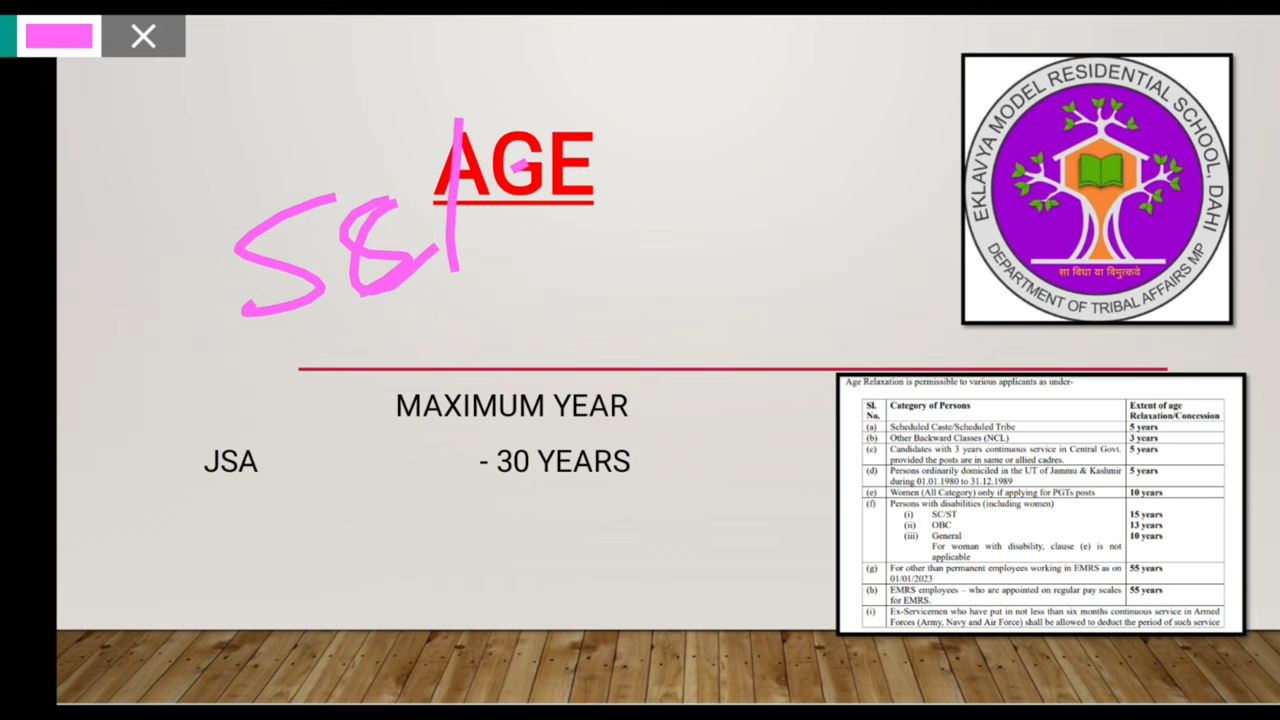 AGE
581
EKLAVYA MODEL RESIDENTIAL SCHOOL, DAHI
सा विद्या या विमुक्तये
DEPARTMENT OF TRIBAL AFFAIRS MP
MAXIMUM YEAR
JSA - 30 YEARS
Age Relaxation is permissible to various applicants as under-
Sl. No. Category of Persons Extent of age Relaxation/Concession
(a) Scheduled Caste/Scheduled Tribe 5 years
(b) Other Backward Classes (NCL) 3 years
(c) Candidates with 3 years continuous service in Central Govt. 5 years
provided the posts are in same or allied cadres.
(d) Persons ordinarily domiciled in the UT of Jammu & Kashmir 5 years
during 01.01.1980 to 31.12.1989
(e) Women (All Category) only if applying for PGTs posts 10 years
(f) Persons with disabilities (including women)
(i) SC/ST 15 years
(ii) OBC 13 years
(iii) General 10 years
For woman with disability, clause (e) is not
applicable
(g) For other than permanent employees working in EMRS as on 55 years
01/01/2023
(h) EMRS employees – who are appointed on regular pay scales 55 years
for EMRS.
(i) Ex-Servicemen who have put in not less than six months continuous service in Armed
Forces (Army, Navy and Air Force) shall be allowed to deduct the period of such service